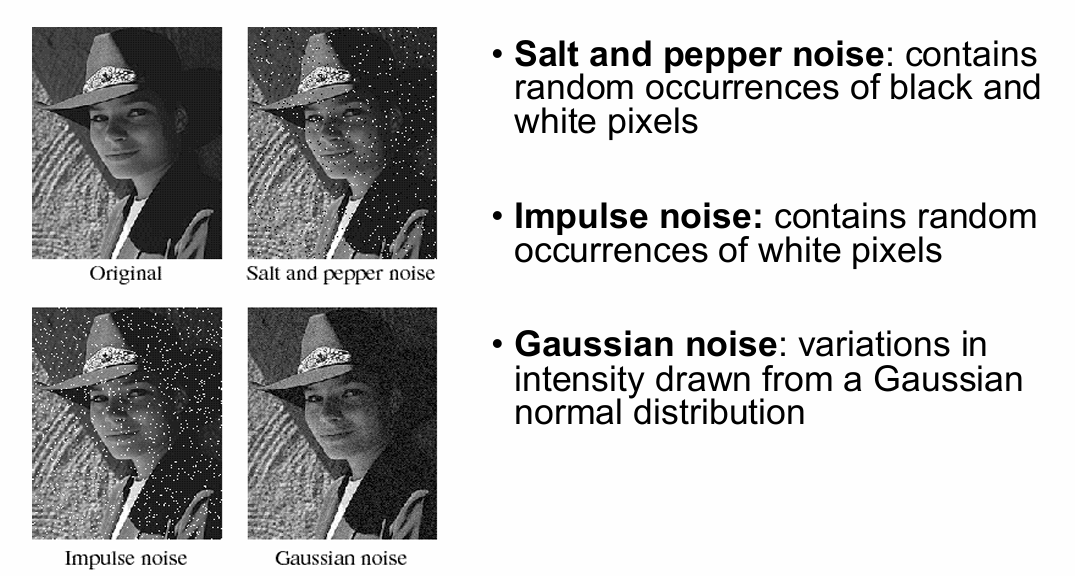 Original
Salt and pepper noise
Impulse noise
Gaussian noise
• Salt and pepper noise: contains
random occurrences of black and
white pixels
• Impulse noise: contains random
occurrences of white pixels
• Gaussian noise: variations in
intensity drawn from a Gaussian
normal distribution